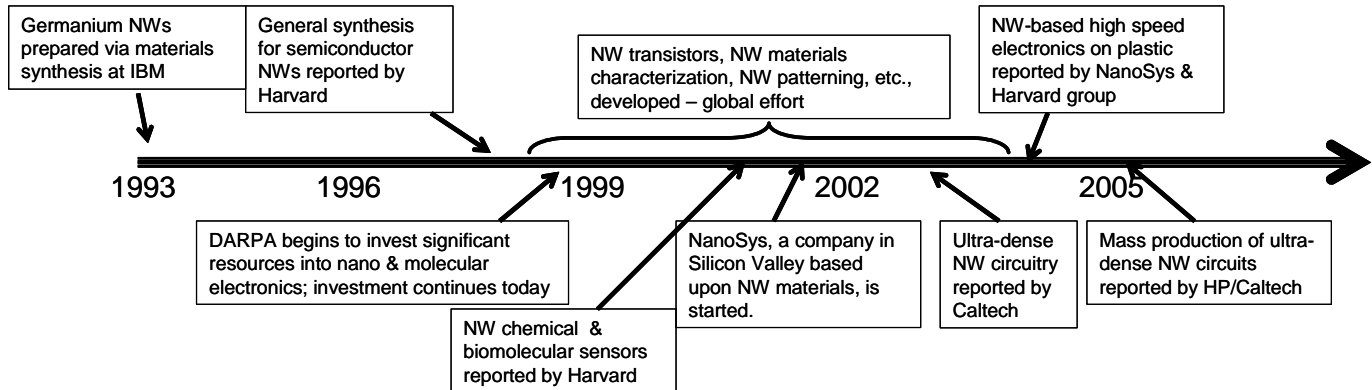 Germanium NWs
prepared via materials
synthesis at IBM
General synthesis
for semiconductor
NWs reported by
Harvard
NW transistors, NW materials
characterization, NW patterning, etc.,
developed – global effort
NW-based high speed
electronics on plastic
reported by NanoSys &
Harvard group
1993
1996
1999
2002
2005
DARPA begins to invest significant
resources into nano & molecular
electronics; investment continues today
NW chemical &
biomolecular sensors
reported by Harvard
NanoSys, a company in
Silicon Valley based
upon NW materials, is
started.
Ultra-dense
NW circuitry
reported by
Caltech
Mass production of ultra-
dense NW circuits
reported by HP/Caltech